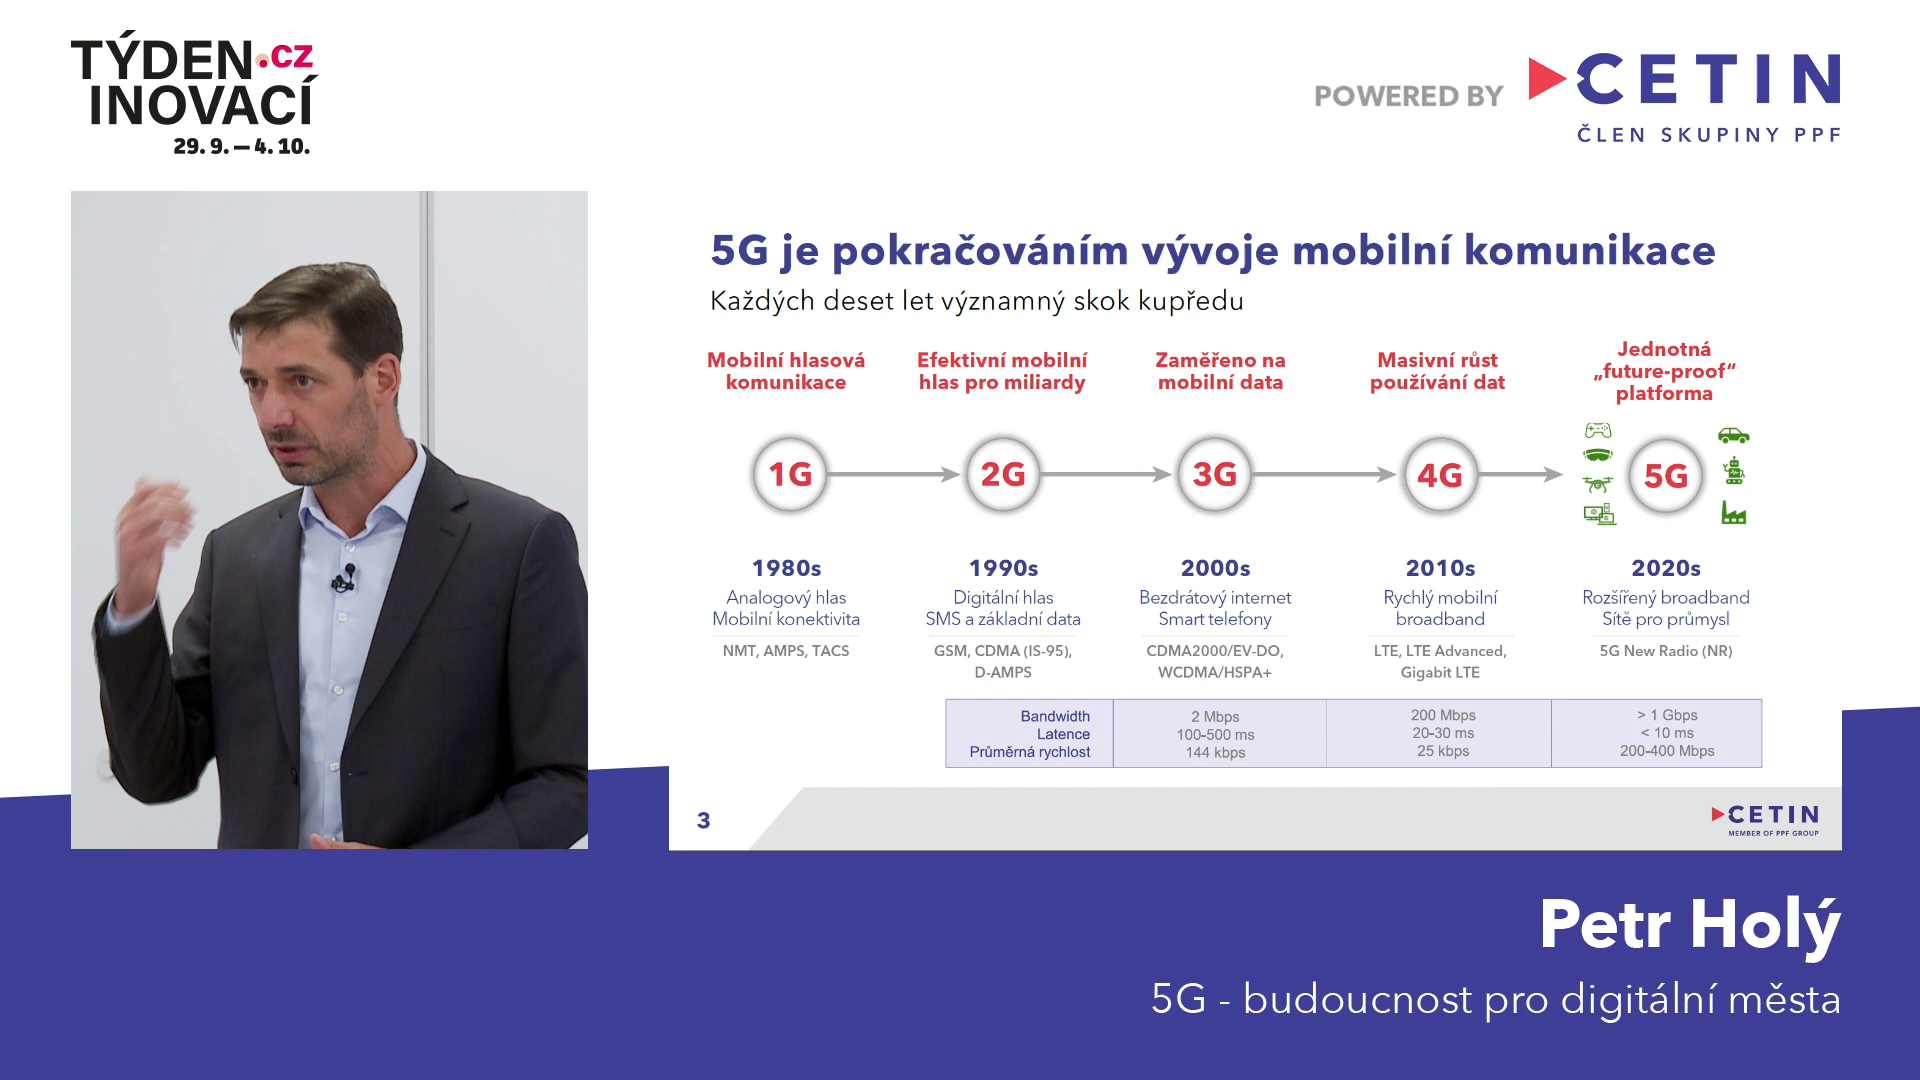 TÝDEN.cz
INOVACÍ
29. 9. – 4. 10.
POWERED BY
CETIN
ČLEN SKUPINY PPF
5G je pokračováním vývoje mobilní komunikace
Každých deset let významný skok kupředu
Mobilní hlasová
komunikace
Efektivní mobilní
hlas pro miliardy
Zaměřeno na
mobilní data
Masivní růst
používání dat
Jednotná
„future-proof“
platforma
1G
2G
3G
4G
5G
1980s
Analogový hlas
Mobilní konektivita
NMT, AMPS, TACS
1990s
Digitální hlas
SMS a základní data
GSM, CDMA (IS-95),
D-AMPS
2000s
Bezdrátový internet
Smart telefony
CDMA2000/EV-DO,
WCDMA/HSPA+
2010s
Rychlý mobilní
broadband
LTE, LTE Advanced,
Gigabit LTE
2020s
Rozšířený broadband
Sítě pro průmysl
5G New Radio (NR)
Bandwidth 2 Mbps 200 Mbps > 1 Gbps
Latence 100-500 ms 20-30 ms < 10 ms
Průměrná rychlost 144 kbps 25 kbps 200-400 Mbps
3
CETIN
MEMBER OF PPF GROUP
Petr Holý
5G - budoucnost pro digitální města